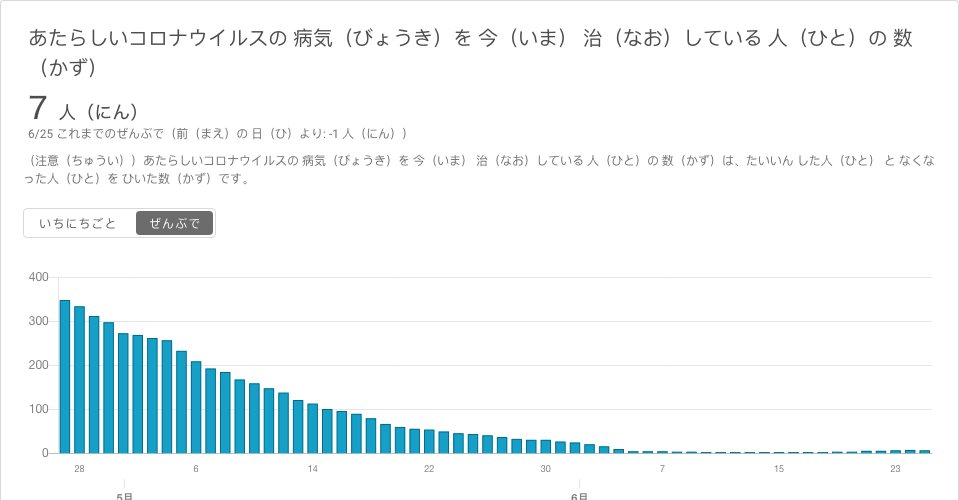 あたらしいコロナウイルスの 病気（びょうき）を 今（いま） 治（なお）している 人（ひと）の 数
（かず）
7 人（にん）
6/25 これまでのぜんぶで（前（まえ）の 日（ひ）より: -1 人（にん））
（注意（ちゅうい））あたらしいコロナウイルスの 病気（びょうき）を 今（いま） 治（なお）している 人（ひと）の 数（かず）は、たいいん した人（ひと） と なくな
った人（ひと）を ひいた数（かず）です。
いちにちごと ぜんぶで
400
300
200
100
0
28 6 14 22 30 7 15 23
5月 6月